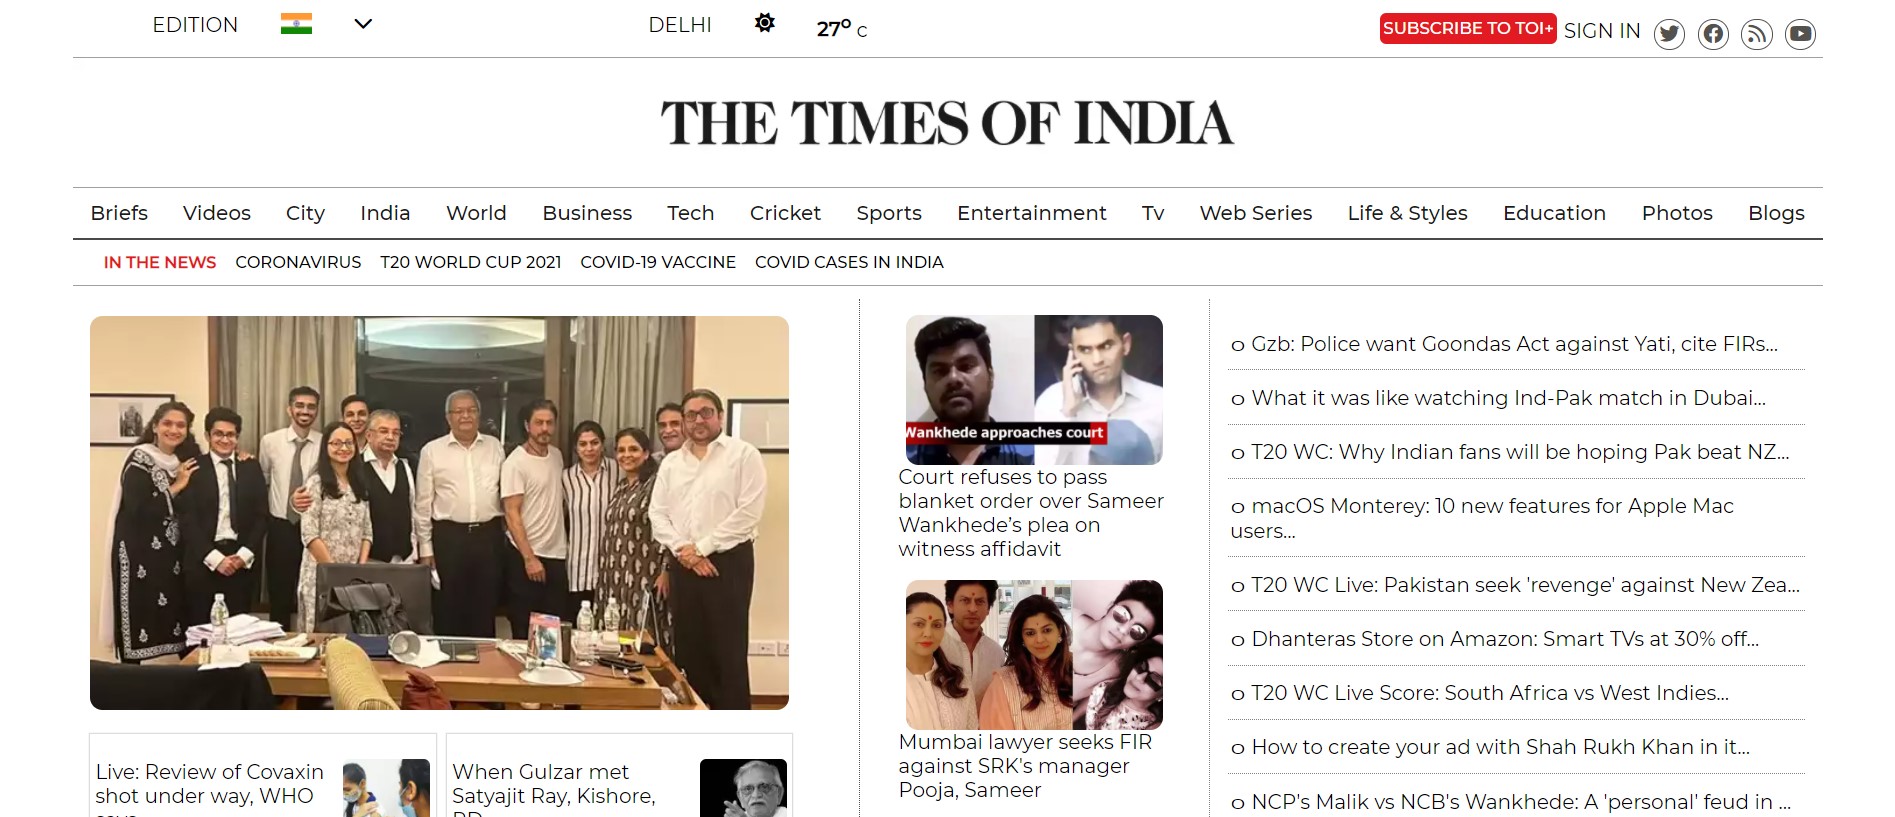 EDITION
DELHI
27° c
SUBSCRIBE TO TOI+
SIGN IN
THE TIMES OF INDIA
Briefs Videos City India World Business Tech Cricket Sports Entertainment Tv Web Series Life & Styles Education Photos Blogs
IN THE NEWS CORONAVIRUS T20 WORLD CUP 2021 COVID-19 VACCINE COVID CASES IN INDIA
Live: Review of Covaxin
shot under way, WHO
When Gulzar met
Satyajit Ray, Kishore,
Wankhede approaches court
Court refuses to pass
blanket order over Sameer
Wankhede’s plea on
witness affidavit
Mumbai lawyer seeks FIR
against SRK's manager
Pooja, Sameer
o Gzb: Police want Goondas Act against Yati, cite FIRs...
o What it was like watching Ind-Pak match in Dubai...
o T20 WC: Why Indian fans will be hoping Pak beat NZ...
o macOS Monterey: 10 new features for Apple Mac
users...
o T20 WC Live: Pakistan seek 'revenge' against New Zea...
o Dhanteras Store on Amazon: Smart TVs at 30% off...
o T20 WC Live Score: South Africa vs West Indies...
o How to create your ad with Shah Rukh Khan in it...
o NCP's Malik vs NCB's Wankhede: A 'personal' feud in ...